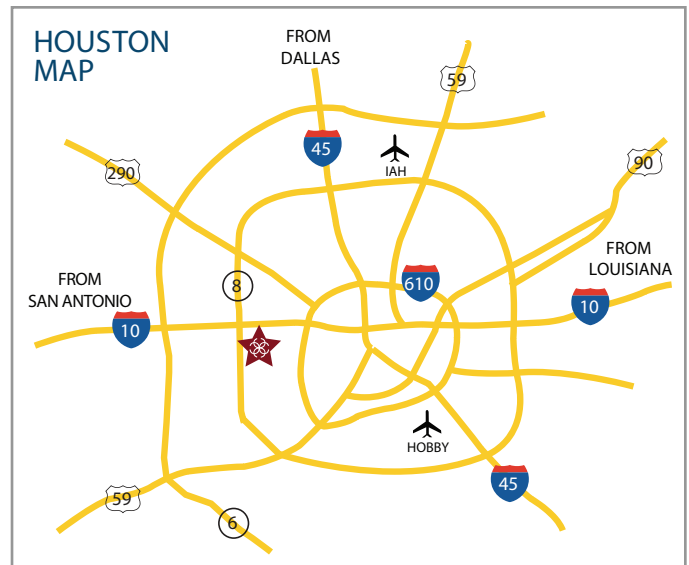 HOUSTON
MAP
FROM
DALLAS
59
45
IAH
290
90
FROM
LOUISIANA
8
610
FROM
SAN ANTONIO
10
10
HOBBY
45
59
6